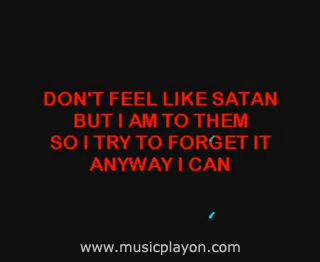 DON'T FEEL LIKE SATAN
BUT I AM TO THEM
SO I TRY TO FORGET IT
ANYWAY I CAN
www.musicplayon.com